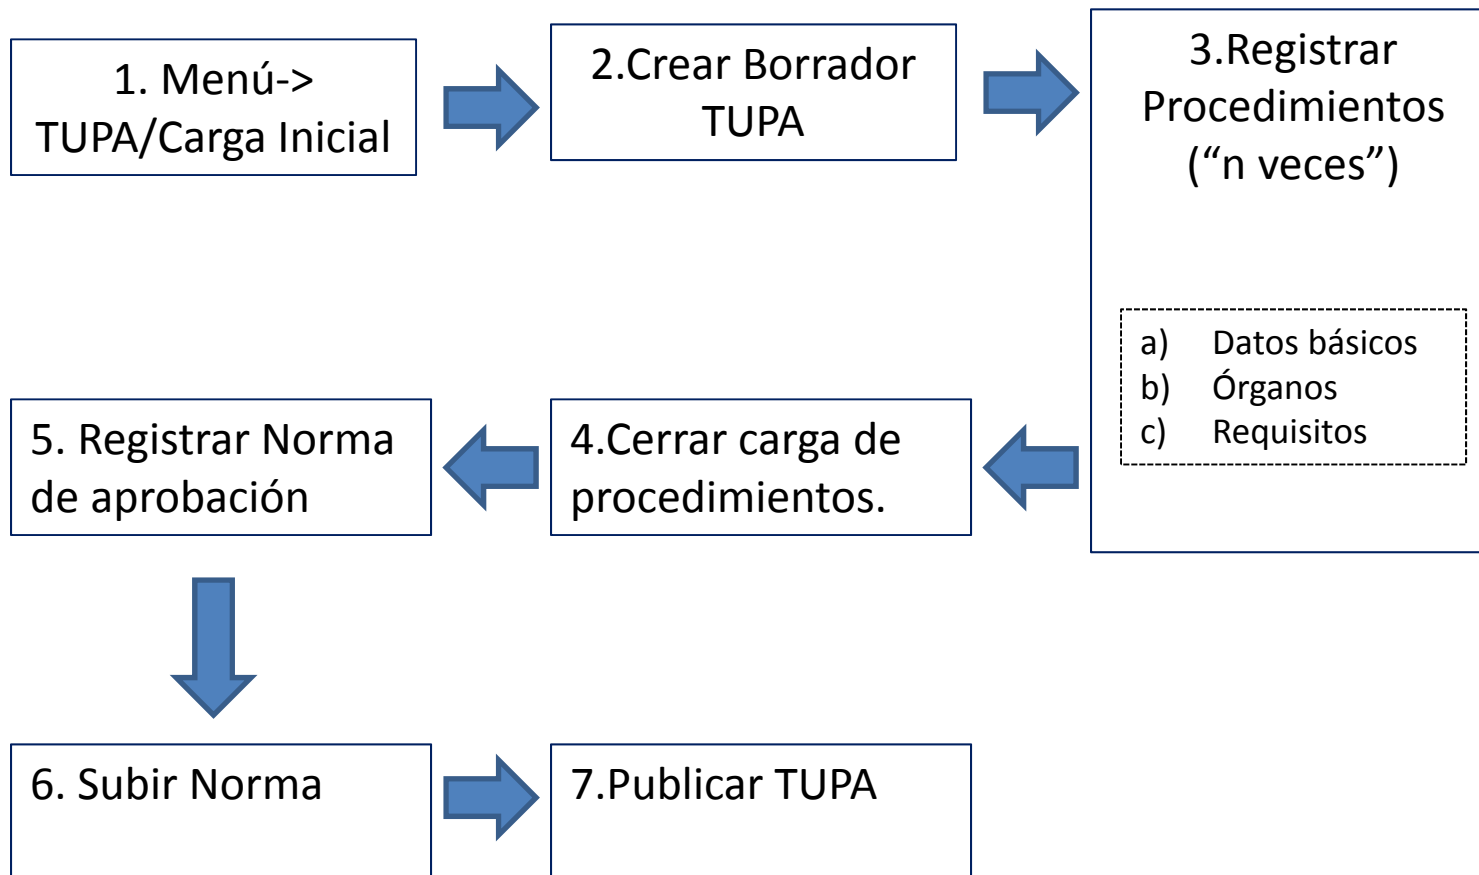 1. Menú->
TUPA/Carga Inicial
2.Crear Borrador
TUPA
3.Registrar
Procedimientos
(“n veces”)
a) Datos básicos
b) Órganos
c) Requisitos
4.Cerrar carga de
procedimientos.
5. Registrar Norma
de aprobación
6. Subir Norma
7.Publicar TUPA